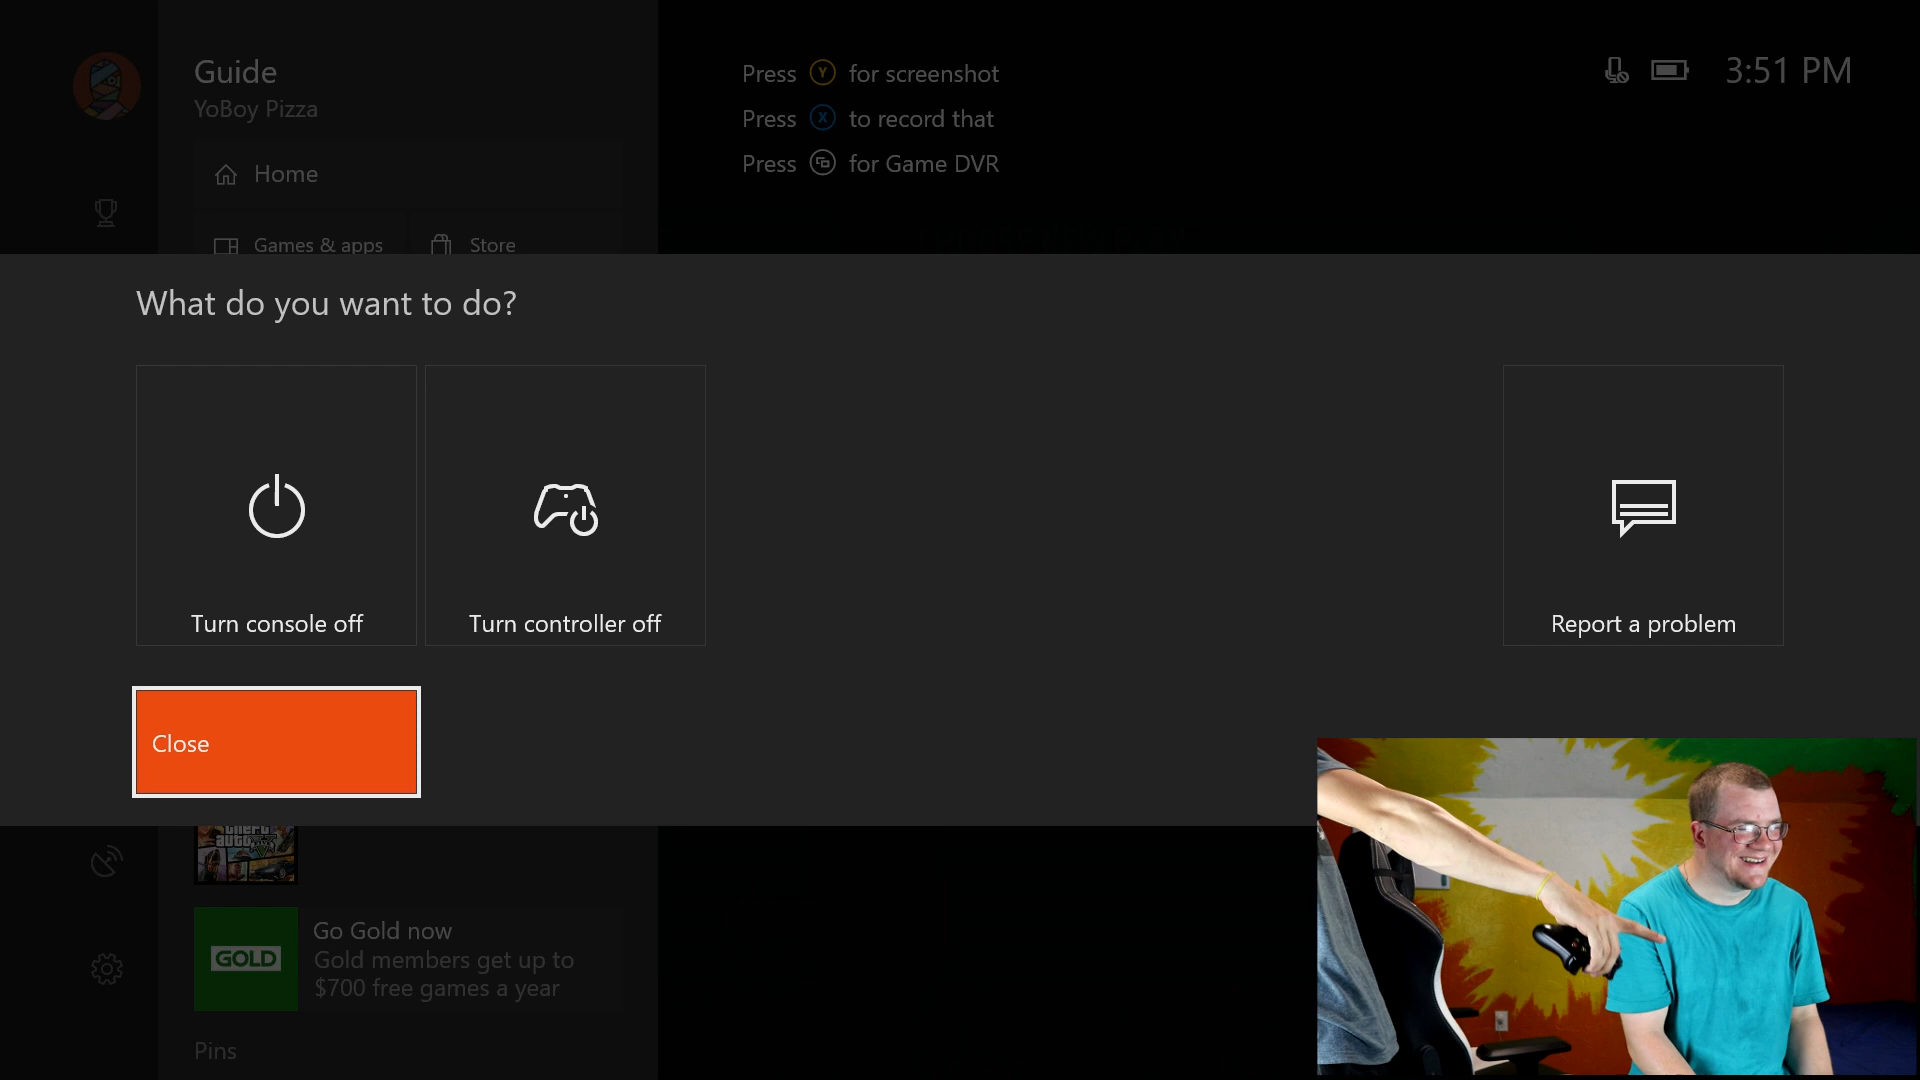 Guide
YoBoy Pizza
Home
Games & apps
Store
Press Y for screenshot
Press X to record that
Press for Game DVR
3:51 PM
What do you want to do?
Turn console off
Turn controller off
Report a problem
Close
theft
auto
V
GOLD
Go Gold now
Gold members get up to
$700 free games a year
Pins